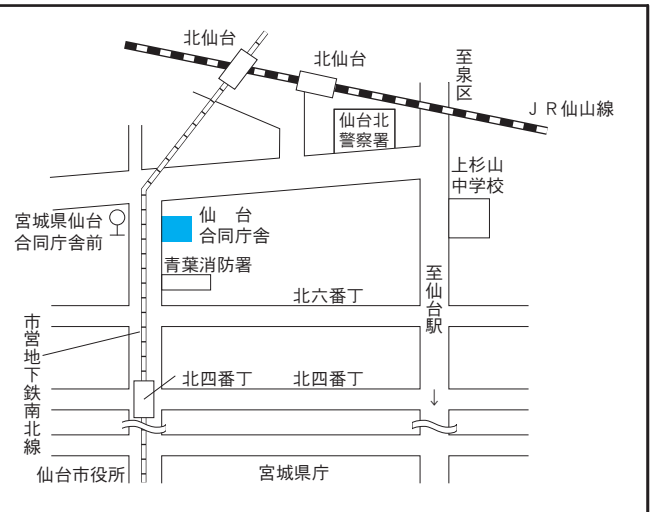 北仙台
北仙台
至泉区
ＪＲ仙山線
仙台北
警察署
上杉山
中学校
宮城県仙台
合同庁舎前
仙　台
合同庁舎
青葉消防署
至仙台駅
北六番丁
市営地下鉄南北線
北四番丁
北四番丁
↓
仙台市役所
宮城県庁